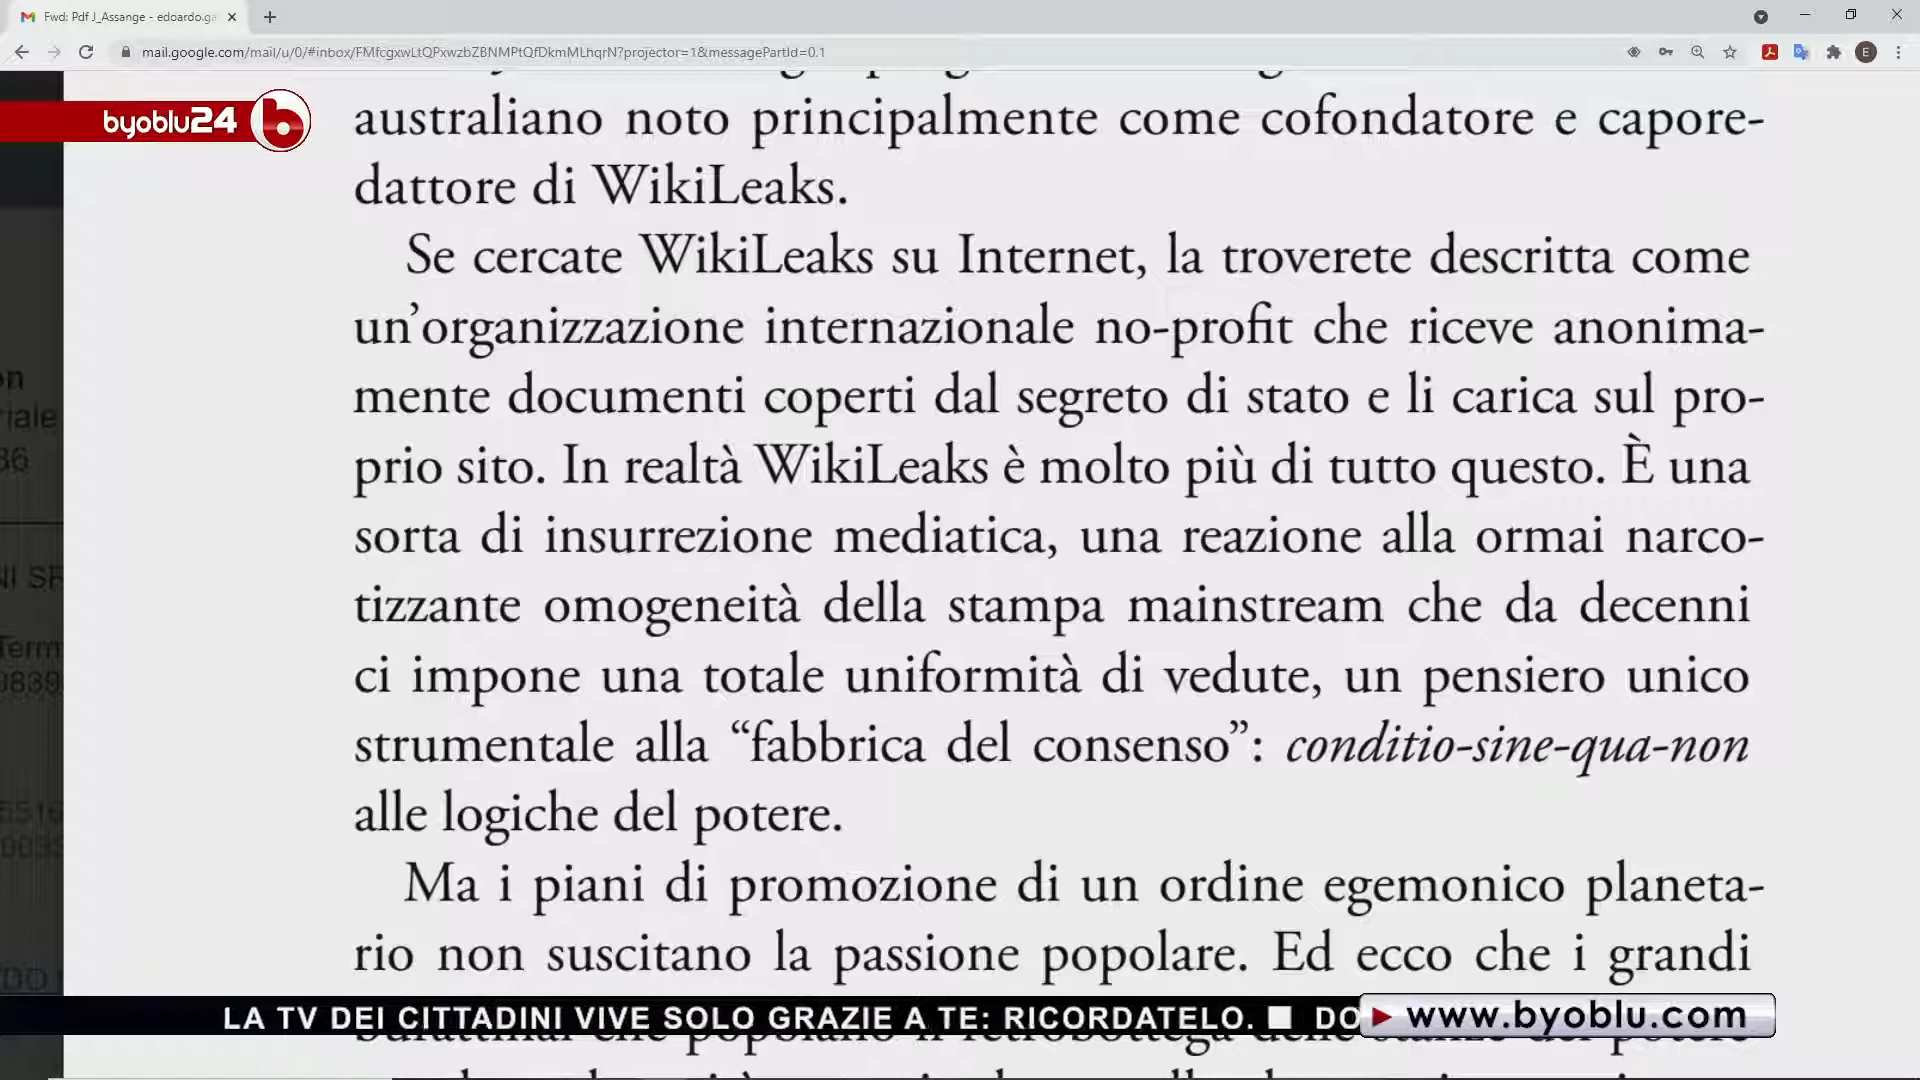 Fwd: Pdf J_Assange - edoardo.ga
mail.google.com/mail/u/0/#inbox/FMfcgxwLtQPxwzbZBNMPtQfDkmMLhqrN?projector=1&messagePartId=0.1
E
byoblu24
b
australiano noto principalmente come cofondatore e capore-
dattore di WikiLeaks.
Se cercate WikiLeaks su Internet, la troverete descritta come
un’organizzazione internazionale no-profit che riceve anonima-
mente documenti coperti dal segreto di stato e li carica sul pro-
prio sito. In realtà WikiLeaks è molto più di tutto questo. È una
sorta di insurrezione mediatica, una reazione alla ormai narco-
tizzante omogeneità della stampa mainstream che da decenni
ci impone una totale uniformità di vedute, un pensiero unico
strumentale alla “fabbrica del consenso”: conditio-sine-qua-non
alle logiche del potere.
Ma i piani di promozione di un ordine egemonico planeta-
rio non suscitano la passione popolare. Ed ecco che i grandi
LA TV DEI CITTADINI VIVE SOLO GRAZIE A TE: RICORDATELO. DO
www.byoblu.com